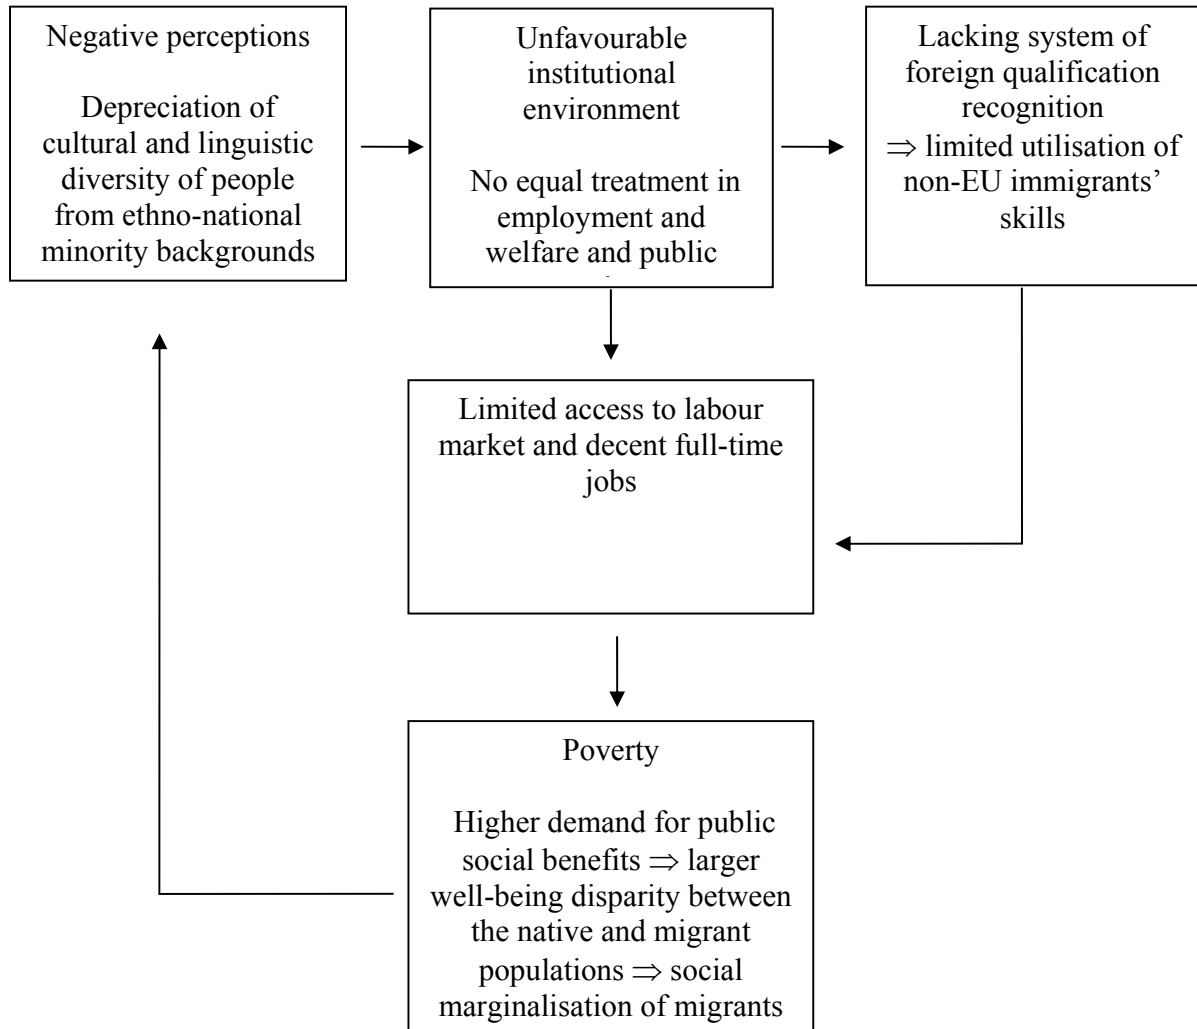 Negative perceptions
Depreciation of
cultural and linguistic
diversity of people
from ethno-national
minority backgrounds
Unfavourable
institutional
environment
No equal treatment in
employment and
welfare and public
Lacking system of
foreign qualification
recognition
⇒ limited utilisation of
non-EU immigrants’
skills
Limited access to labour
market and decent full-time
jobs
Poverty
Higher demand for public
social benefits ⇒ larger
well-being disparity between
the native and migrant
populations ⇒ social
marginalisation of migrants